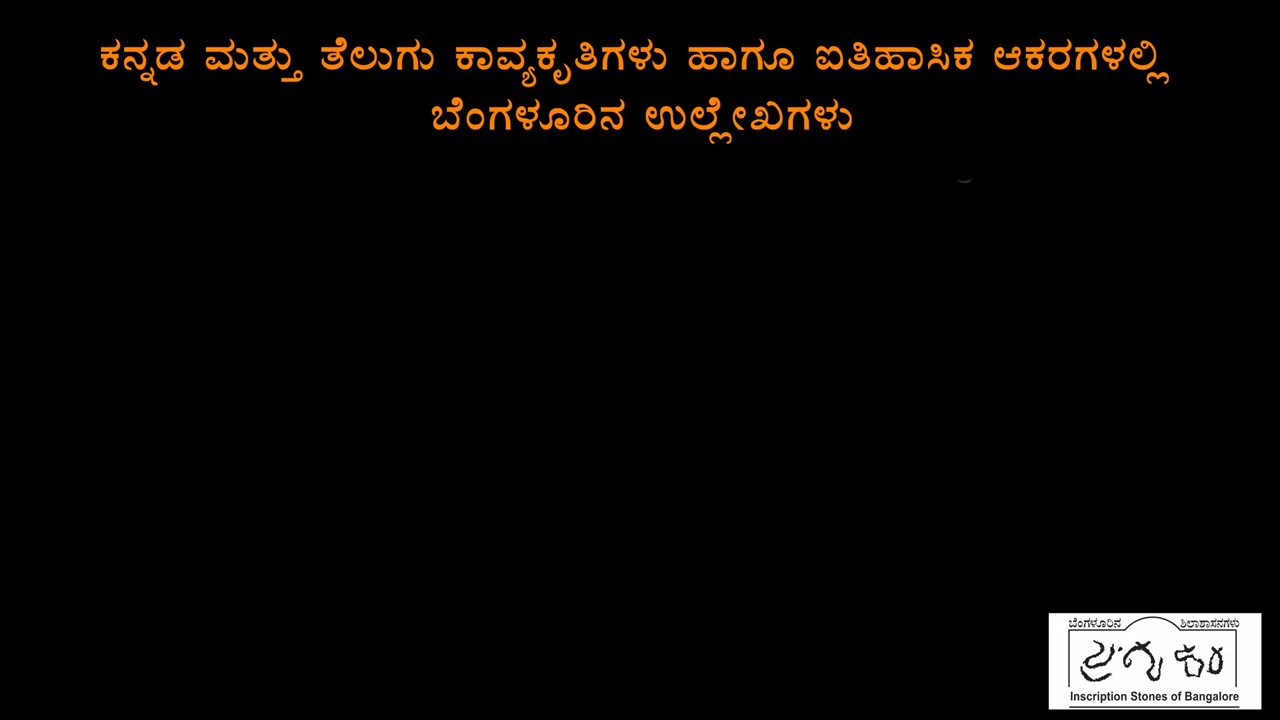 ಕನ್ನಡ ಮತ್ತು ತೆಲುಗು ಕಾವ್ಯಕೃತಿಗಳು ಹಾಗೂ ಐತಿಹಾಸಿಕ ಆಕರಗಳಲ್ಲಿ
ಬೆಂಗಳೂರಿನ ಉಲ್ಲೇಖಗಳು
ಬೆಂಗಳೂರಿನ ಶಿಲಾಶಾಸನಗಳು
Inscription Stones of Bangalore